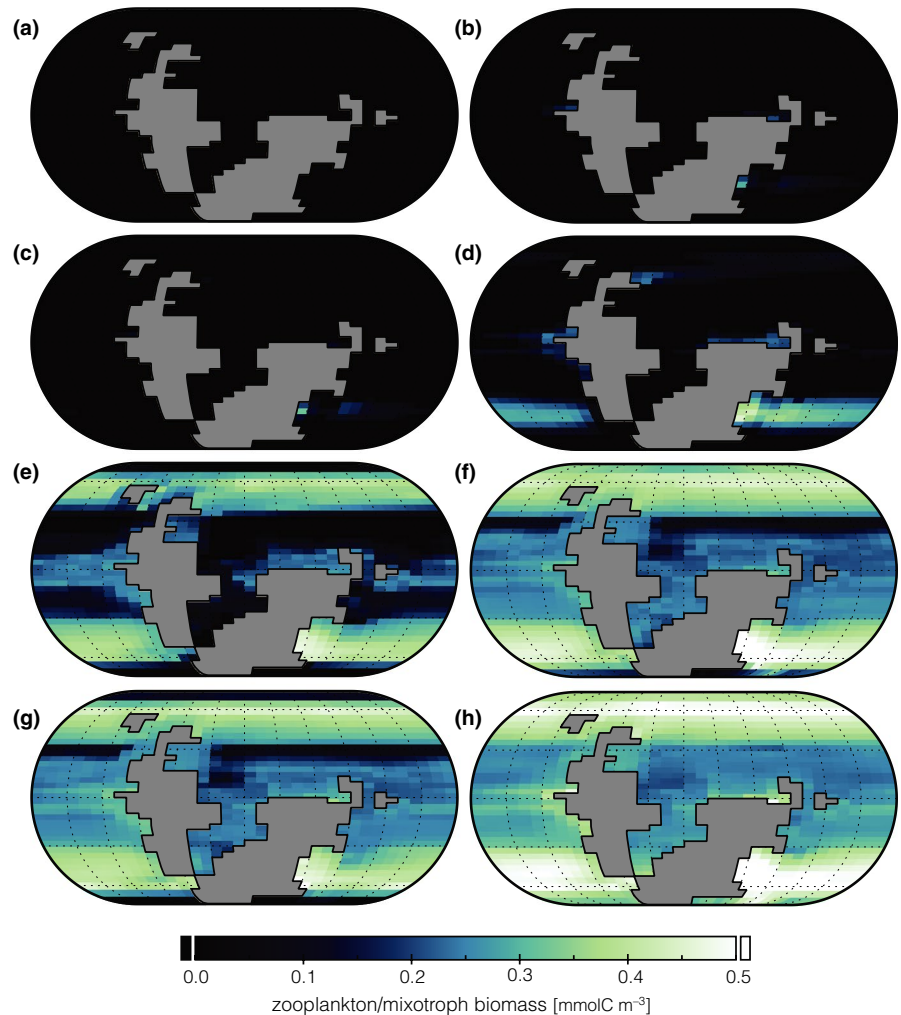 (a) (b)
(c) (d)
(e) (f)
(g) (h)
0.0 0.1 0.2 0.3 0.4 0.5
zooplankton/mixotroph biomass [mmolC m⁻³]